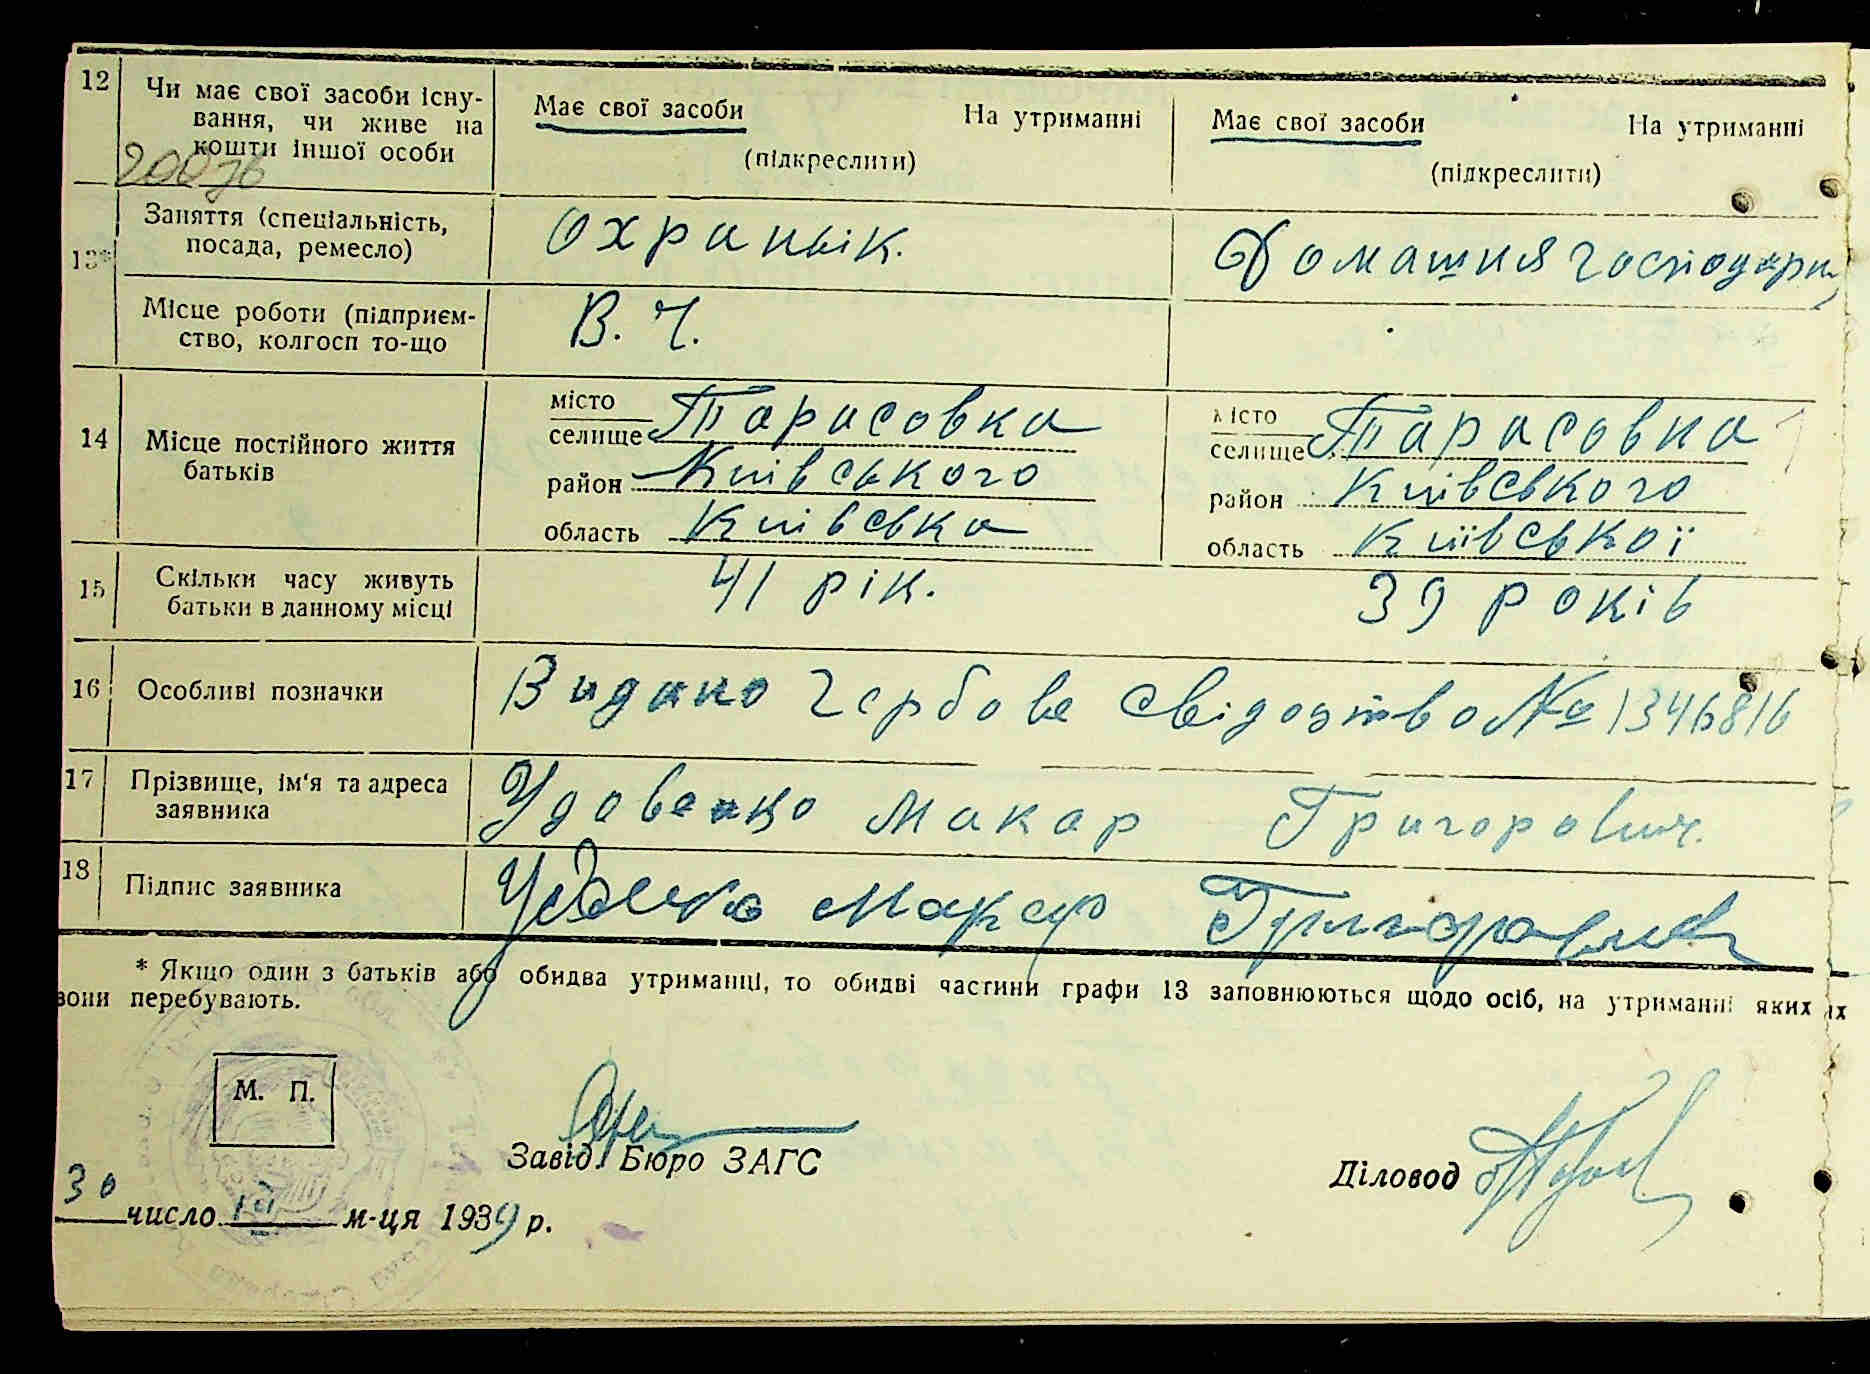 12 Чи має свої засоби існу-
вання, чи живе на
кошти іншої особи
Має свої засоби На утриманні
(підкреслити)
Має свої засоби На утриманні
(підкреслити)
13* Заняття (спеціальність,
посада, ремесло)
Охранік.
Домашня господарк
Місце роботи (підприєм-
ство, колгосп то-що
В. Ч.
14 Місце постійного життя
батьків
місто
селище Тарасовка
район Київського
область Київська
місто
селище Тарасовка
район Київського
область Київської
15 Скільки часу живуть
батьки в данному місці
41 рік.
39 років
16 Особливі позначки
Видано гербове свідоцтво № 1346816
17 Прізвище, ім'я та адреса
заявника
Удовенко Макар Григорович.
18 Підпис заявника
Удовенко Макар Григорович
* Якщо один з батьків або обидва утриманці, то обидві частини графи 13 заповнюються щодо осіб, на утриманні яких
вони перебувають.
М. П.
Завід. Бюро ЗАГС
Діловод
30 число м-ця 1939 р.